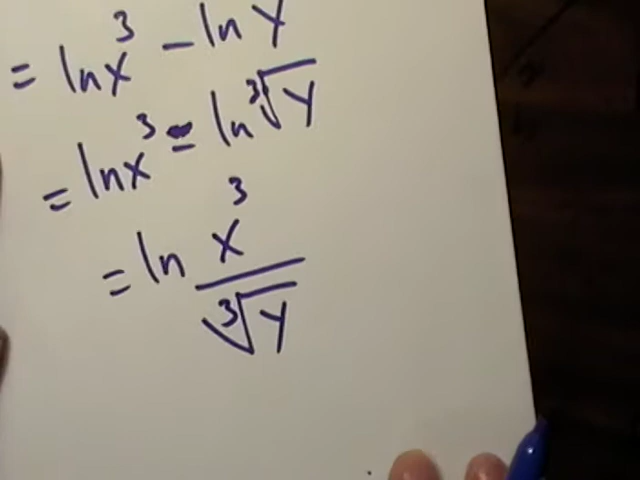 = ln x³ - ln y
= ln x³ - ln ∛y
= ln x³/∛y